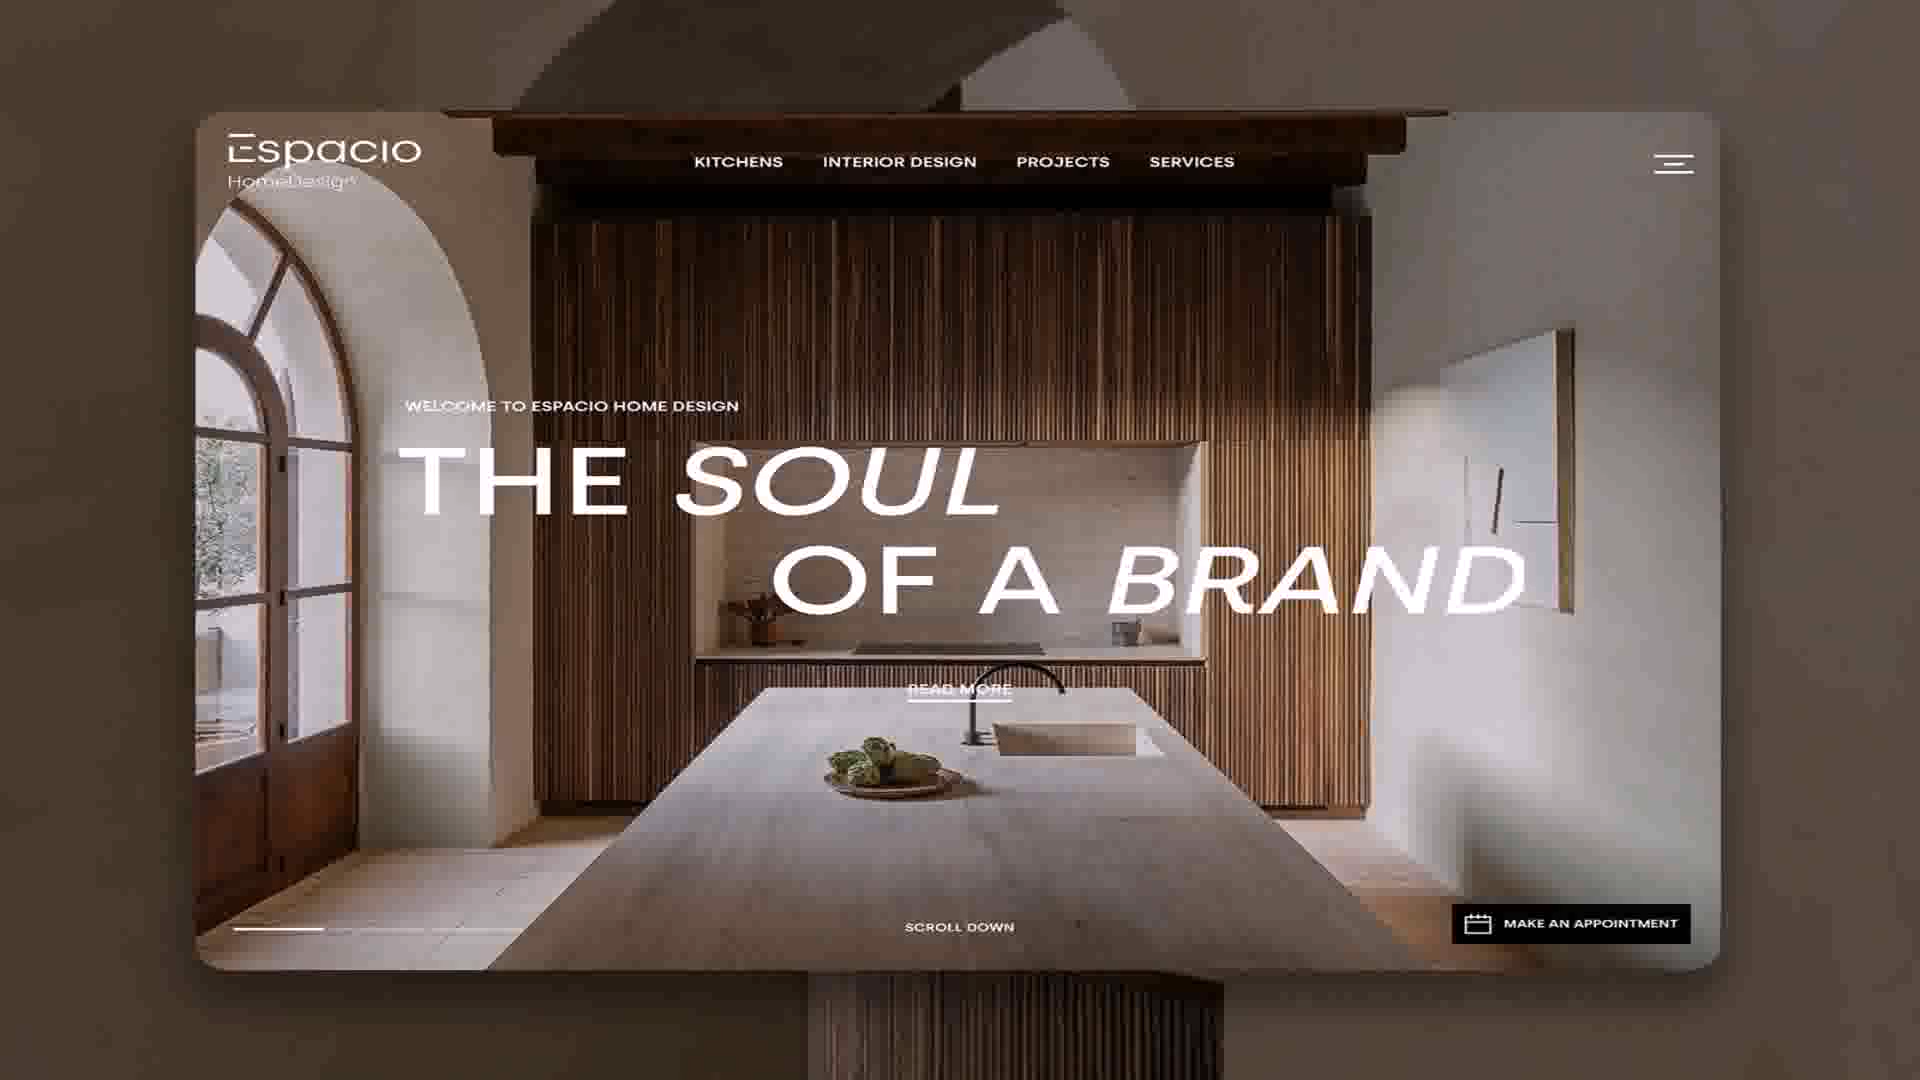 Espacio
HomeDesign
KITCHENS INTERIOR DESIGN PROJECTS SERVICES
WELCOME TO ESPACIO HOME DESIGN
THE SOUL
OF A BRAND
READ MORE
SCROLL DOWN
MAKE AN APPOINTMENT